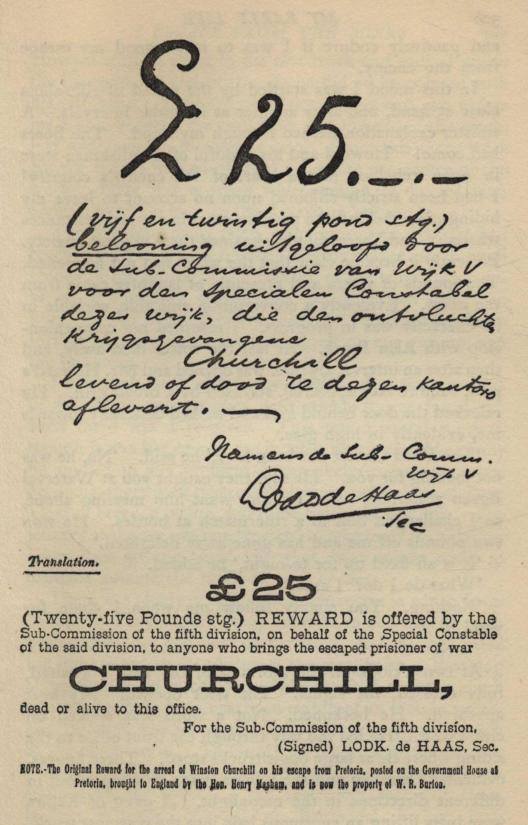 £ 25.—.—
(vijf en twintig pond stg.)
belooning uitgeloofd door
de Sub-Commissie van Wijk V
voor den Specialen Constabel
dezer wijk, die den ontvluchte
Krijgsgevangene
Churchill
levend of dood te dezen kantore
aflevert. —
Namens de Sub-Comm.
Wijk V
Lodk de Haas
Sec
Translation.
£25
(Twenty-five Pounds stg.) REWARD is offered by the
Sub-Commission of the fifth division, on behalf of the Special Constable
of the said division, to anyone who brings the escaped prisioner of war
CHURCHILL,
dead or alive to this office.
For the Sub-Commission of the fifth division,
(Signed) LODK. de HAAS, Sec.
NOTE.-The Original Reward for the arrest of Winston Churchill on his escape from Pretoria, posted on the Government House at
Pretoria, brought to England by the Hon. Henry Masham, and is now the property of W. R. Burton.